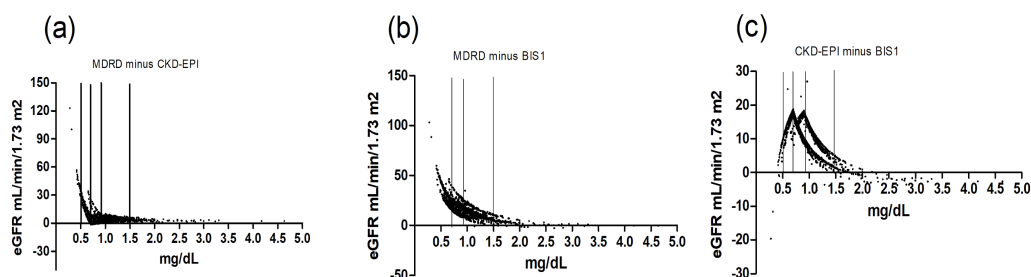 (a)
MDRD minus CKD-EPI
eGFR mL/min/1.73 m2
150
120
90
60
30
0
-30
0.5 1.0 1.5 2.0 2.5 3.0 3.5 4.0 4.5 5.0
mg/dL
(b)
MDRD minus BIS1
eGFR mL/min/1.73 m2
150
100
50
0
-50
0.5 1.0 1.5 2.0 2.5 3.0 3.5 4.0 4.5 5.0
mg/dL
(c)
CKD-EPI minus BIS1
eGFR mL/min/1.73 m2
30
20
10
0
-10
-20
-30
0.5 1.0 1.5 2.0 2.5 3.0 3.5 4.0 4.5 5.0
mg/dL